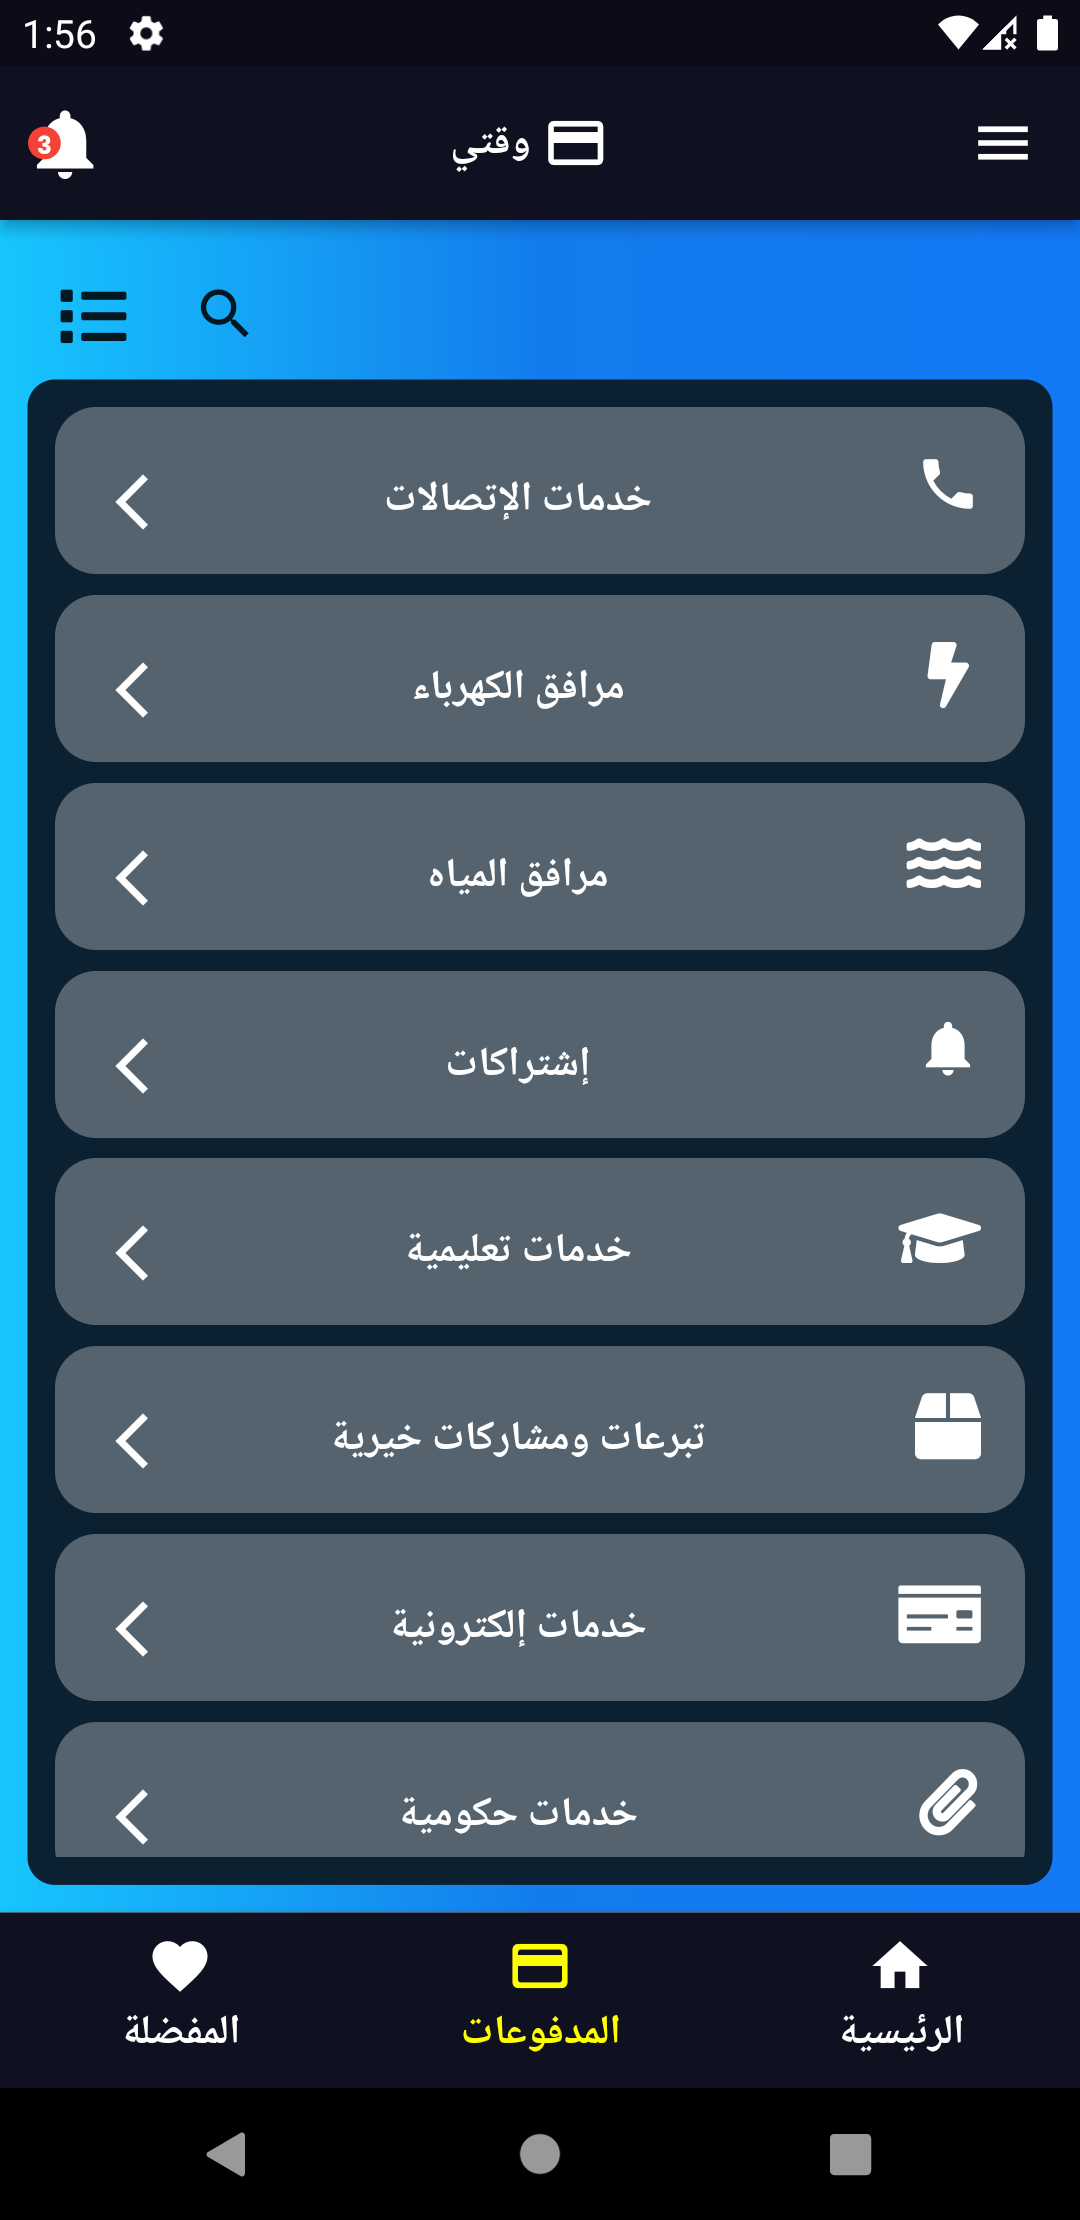 1:56
وقتي
3
خدمات الإتصالات
مرافق الكهرباء
مرافق المياه
إشتراكات
خدمات تعليمية
تبرعات ومشاركات خيرية
خدمات إلكترونية
خدمات حكومية
الرئيسية
المدفوعات
المفضلة